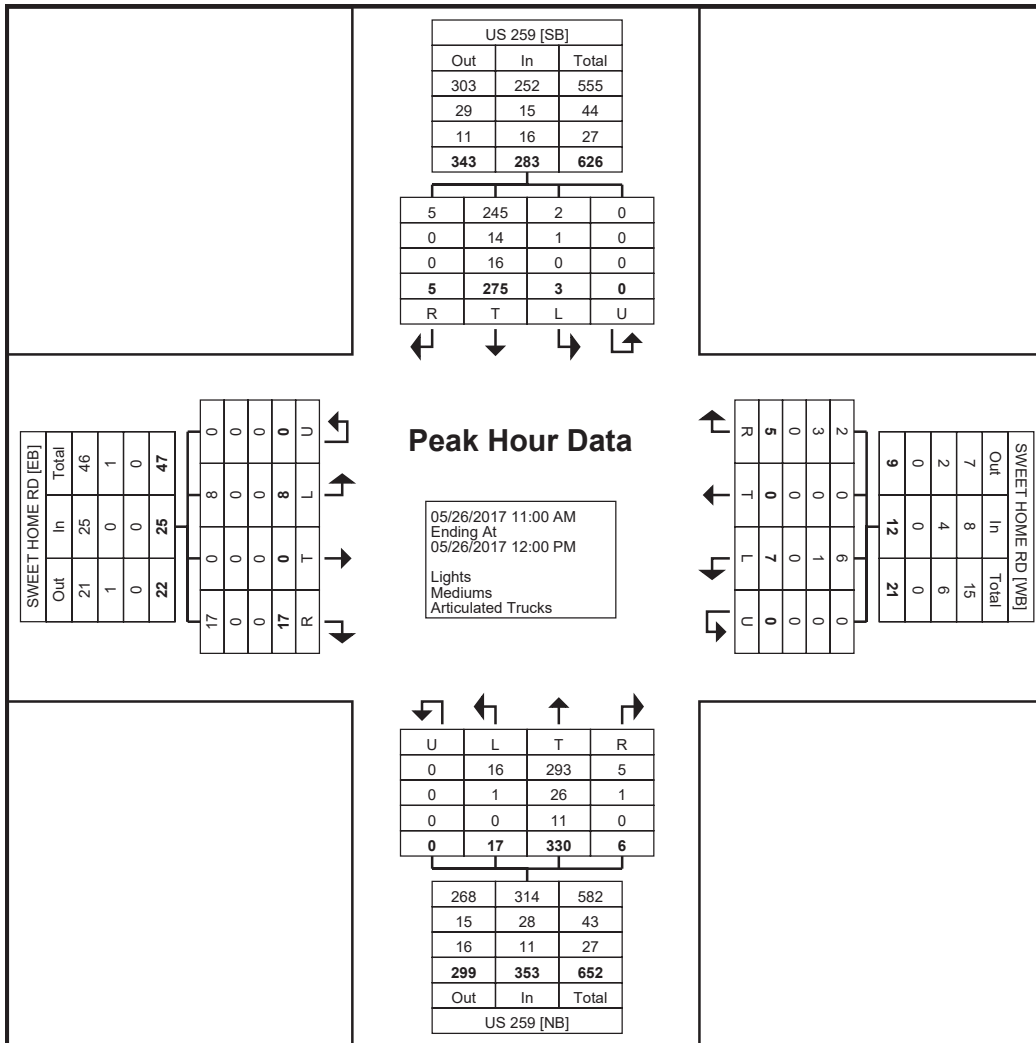 US 259 [SB]
Out In Total
303 252 555
29 15 44
11 16 27
343 283 626
5 245 2 0
0 14 1 0
0 16 0 0
5 275 3 0
R T L U
Peak Hour Data
05/26/2017 11:00 AM
Ending At
05/26/2017 12:00 PM
Lights
Mediums
Articulated Trucks
SWEET HOME RD [EB]
Total 46 1 0 47
In 25 0 0 25
Out 21 1 0 22
0 0 0 0 U
8 0 0 8 L
0 0 0 0 T
17 0 0 17 R
SWEET HOME RD [WB]
Out In Total
7 8 15
2 4 6
0 0 0
9 12 21
2 0 6 0
3 0 1 0
0 0 0 0
5 0 7 0
R T L U
U L T R
0 16 293 5
0 1 26 1
0 0 11 0
0 17 330 6
268 314 582
15 28 43
16 11 27
299 353 652
Out In Total
US 259 [NB]